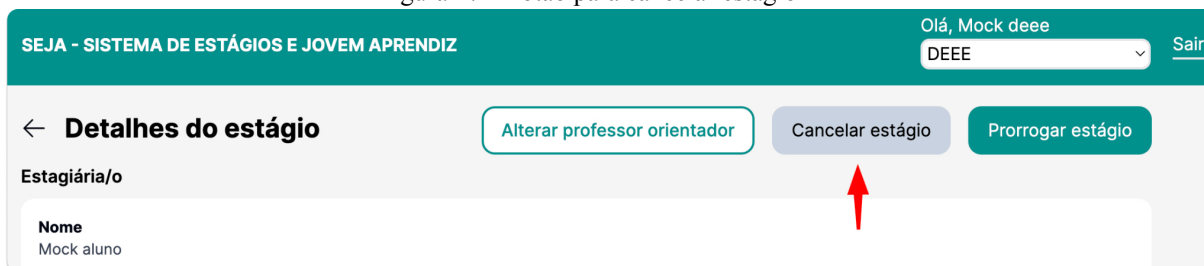 SEJA - SISTEMA DE ESTÁGIOS E JOVEM APRENDIZ
Olá, Mock deee
DEEE
Sair
← Detalhes do estágio
Alterar professor orientador
Cancelar estágio
Prorrogar estágio
Estagiária/o
Nome
Mock aluno